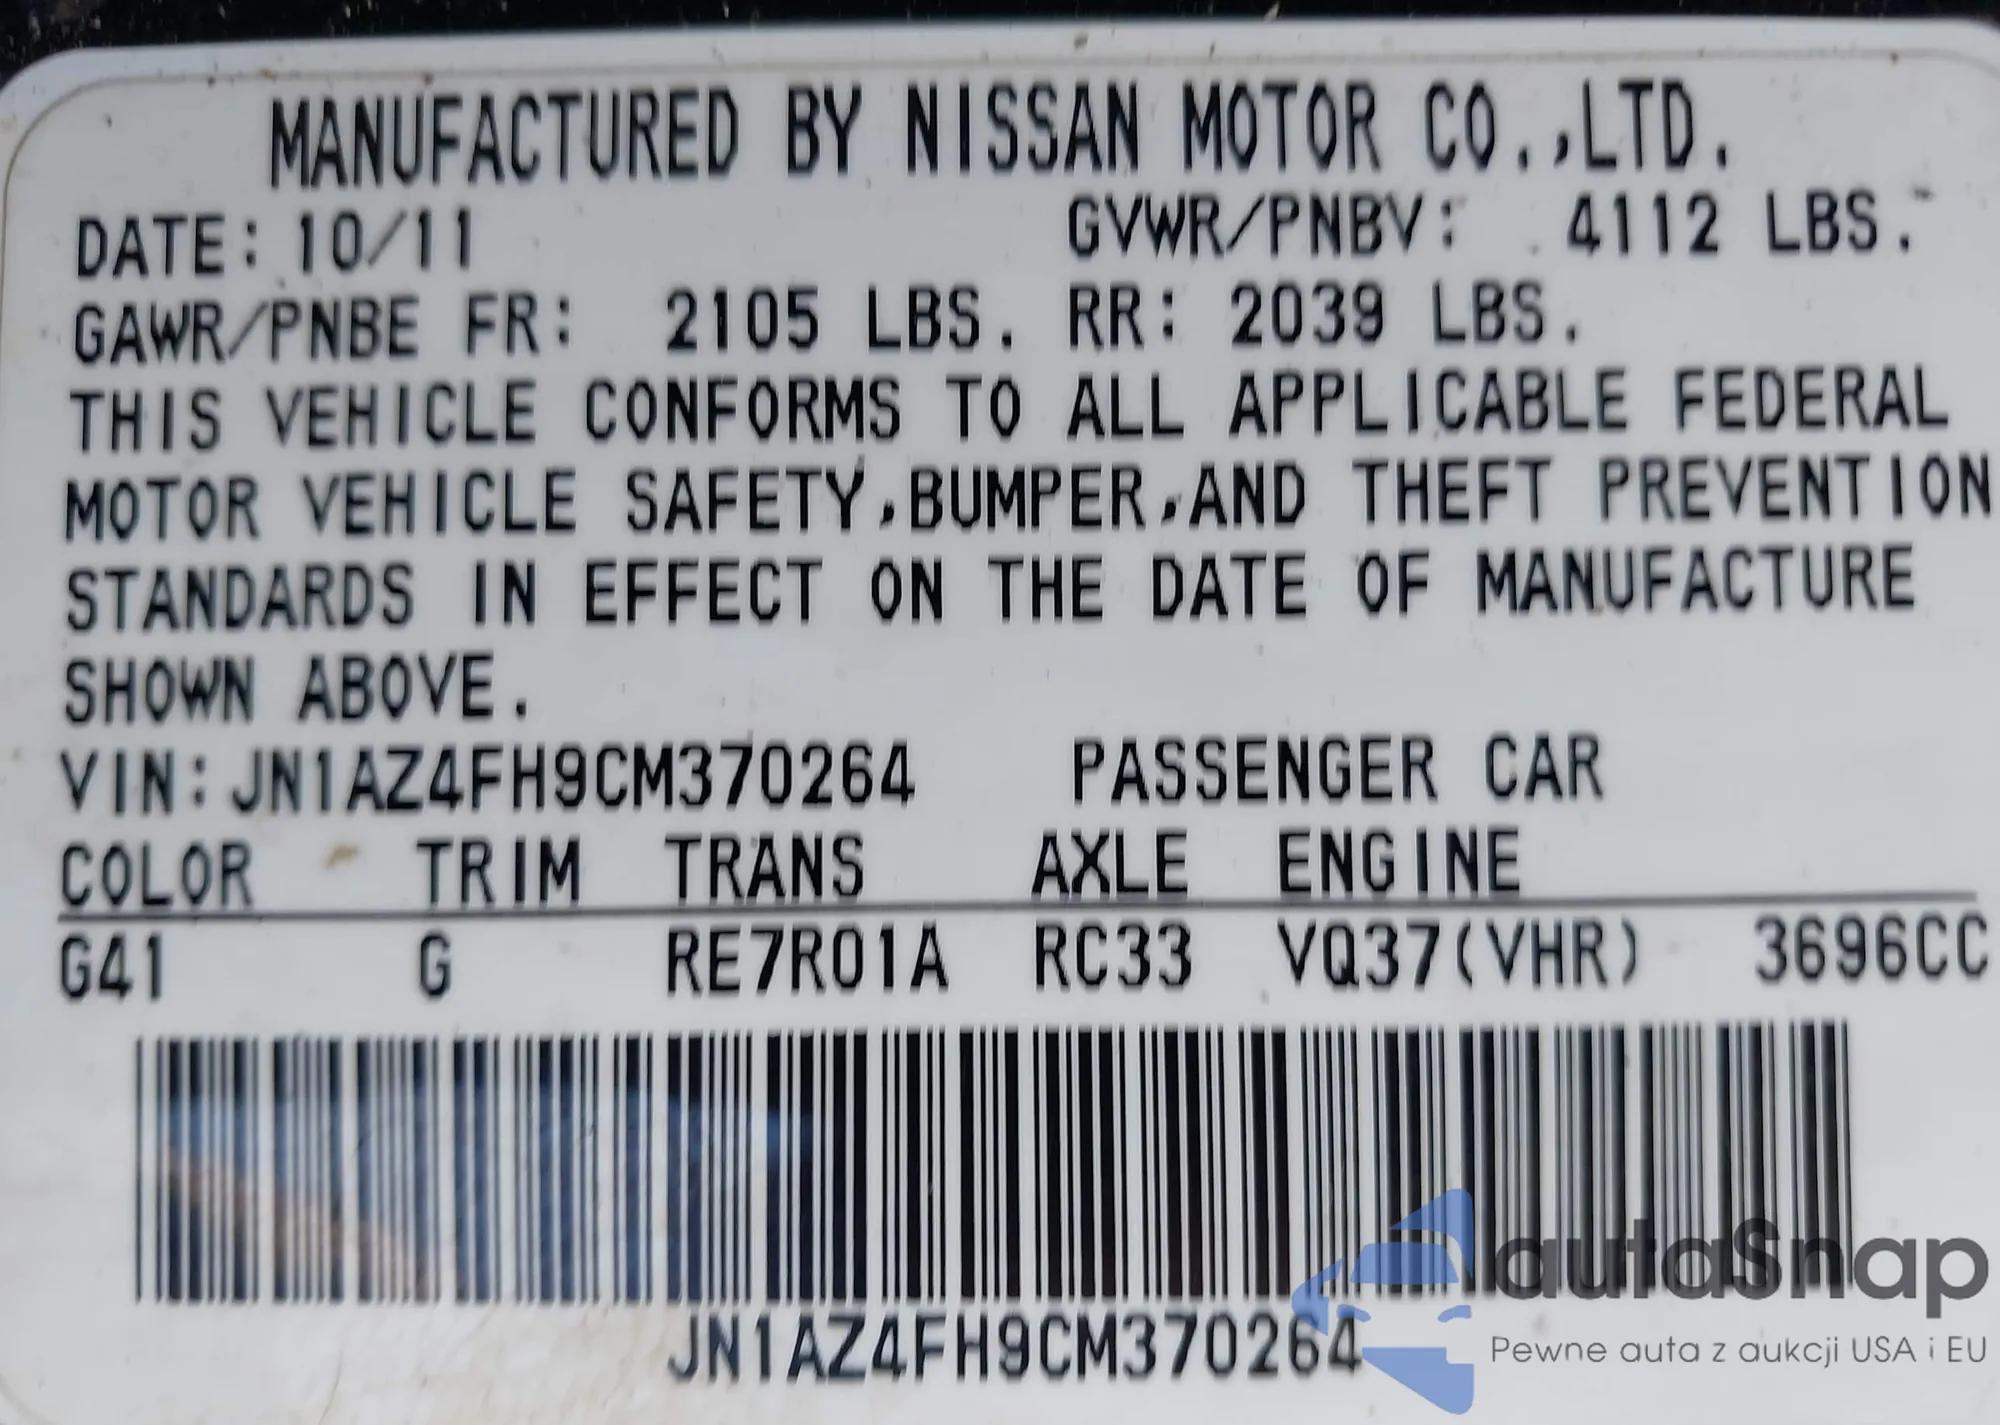 MANUFACTURED BY NISSAN MOTOR CO.,LTD.
DATE: 10/11 GVWR/PNBV: 4112 LBS.
GAWR/PNBE FR: 2105 LBS. RR: 2039 LBS.
THIS VEHICLE CONFORMS TO ALL APPLICABLE FEDERAL
MOTOR VEHICLE SAFETY,BUMPER,AND THEFT PREVENTION
STANDARDS IN EFFECT ON THE DATE OF MANUFACTURE
SHOWN ABOVE.
VIN:JN1AZ4FH9CM370264 PASSENGER CAR
COLOR TRIM TRANS AXLE ENGINE
G41 G RE7R01A RC33 VQ37(VHR) 3696CC
JN1AZ4FH9CM370264
autaSnap
Pewne auta z aukcji USA i EU